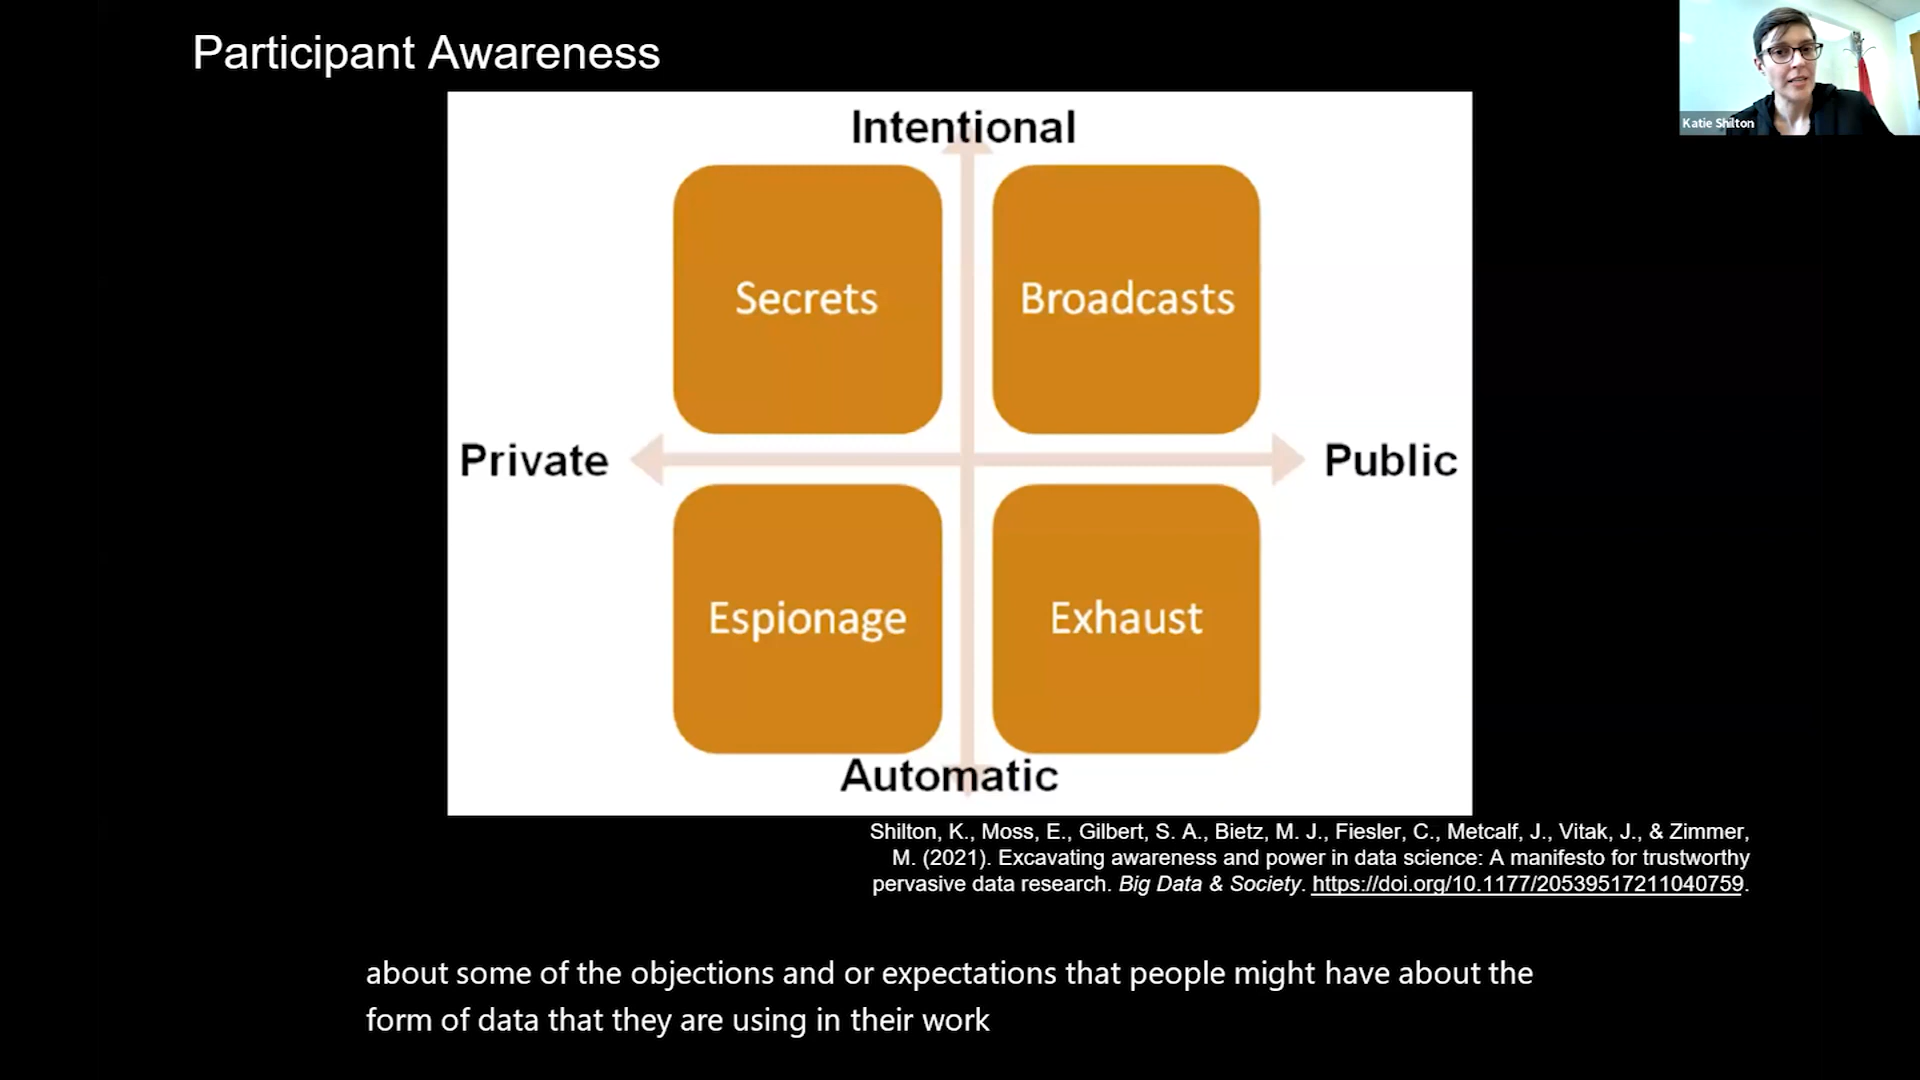 Participant Awareness
Katie Shilton
Intentional
Secrets
Broadcasts
Private
Public
Espionage
Exhaust
Automatic
Shilton, K., Moss, E., Gilbert, S. A., Bietz, M. J., Fiesler, C., Metcalf, J., Vitak, J., & Zimmer,
M. (2021). Excavating awareness and power in data science: A manifesto for trustworthy
pervasive data research. Big Data & Society. https://doi.org/10.1177/20539517211040759.
about some of the objections and or expectations that people might have about the
form of data that they are using in their work